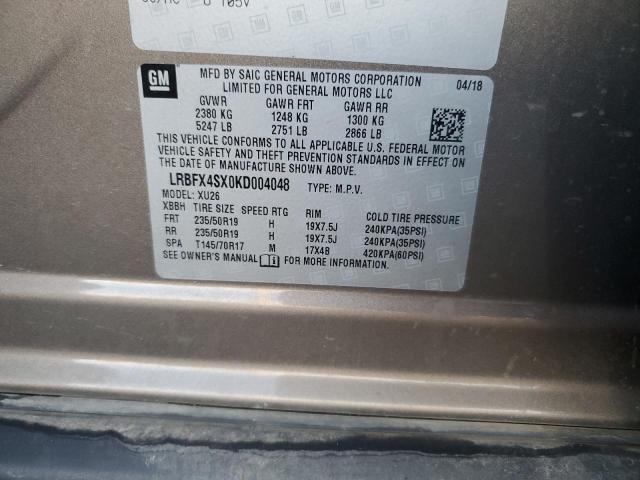 T05V
GM
MFD BY SAIC GENERAL MOTORS CORPORATION
LIMITED FOR GENERAL MOTORS LLC
04/18
GVWR GAWR FRT GAWR RR
2380 KG 1248 KG 1300 KG
5247 LB 2751 LB 2866 LB
THIS VEHICLE CONFORMS TO ALL APPLICABLE U.S. FEDERAL MOTOR
VEHICLE SAFETY AND THEFT PREVENTION STANDARDS IN EFFECT ON
THE DATE OF MANUFACTURE SHOWN ABOVE.
LRBFX4SX0KD004048 TYPE: M.P.V.
MODEL: XU26
XBBH TIRE SIZE SPEED RTG RIM COLD TIRE PRESSURE
FRT 235/50R19 H 19X7.5J 240KPA(35PSI)
RR 235/50R19 H 19X7.5J 240KPA(35PSI)
SPA T145/70R17 M 17X4B 420KPA(60PSI)
SEE OWNER'S MANUAL FOR MORE INFORMATION.